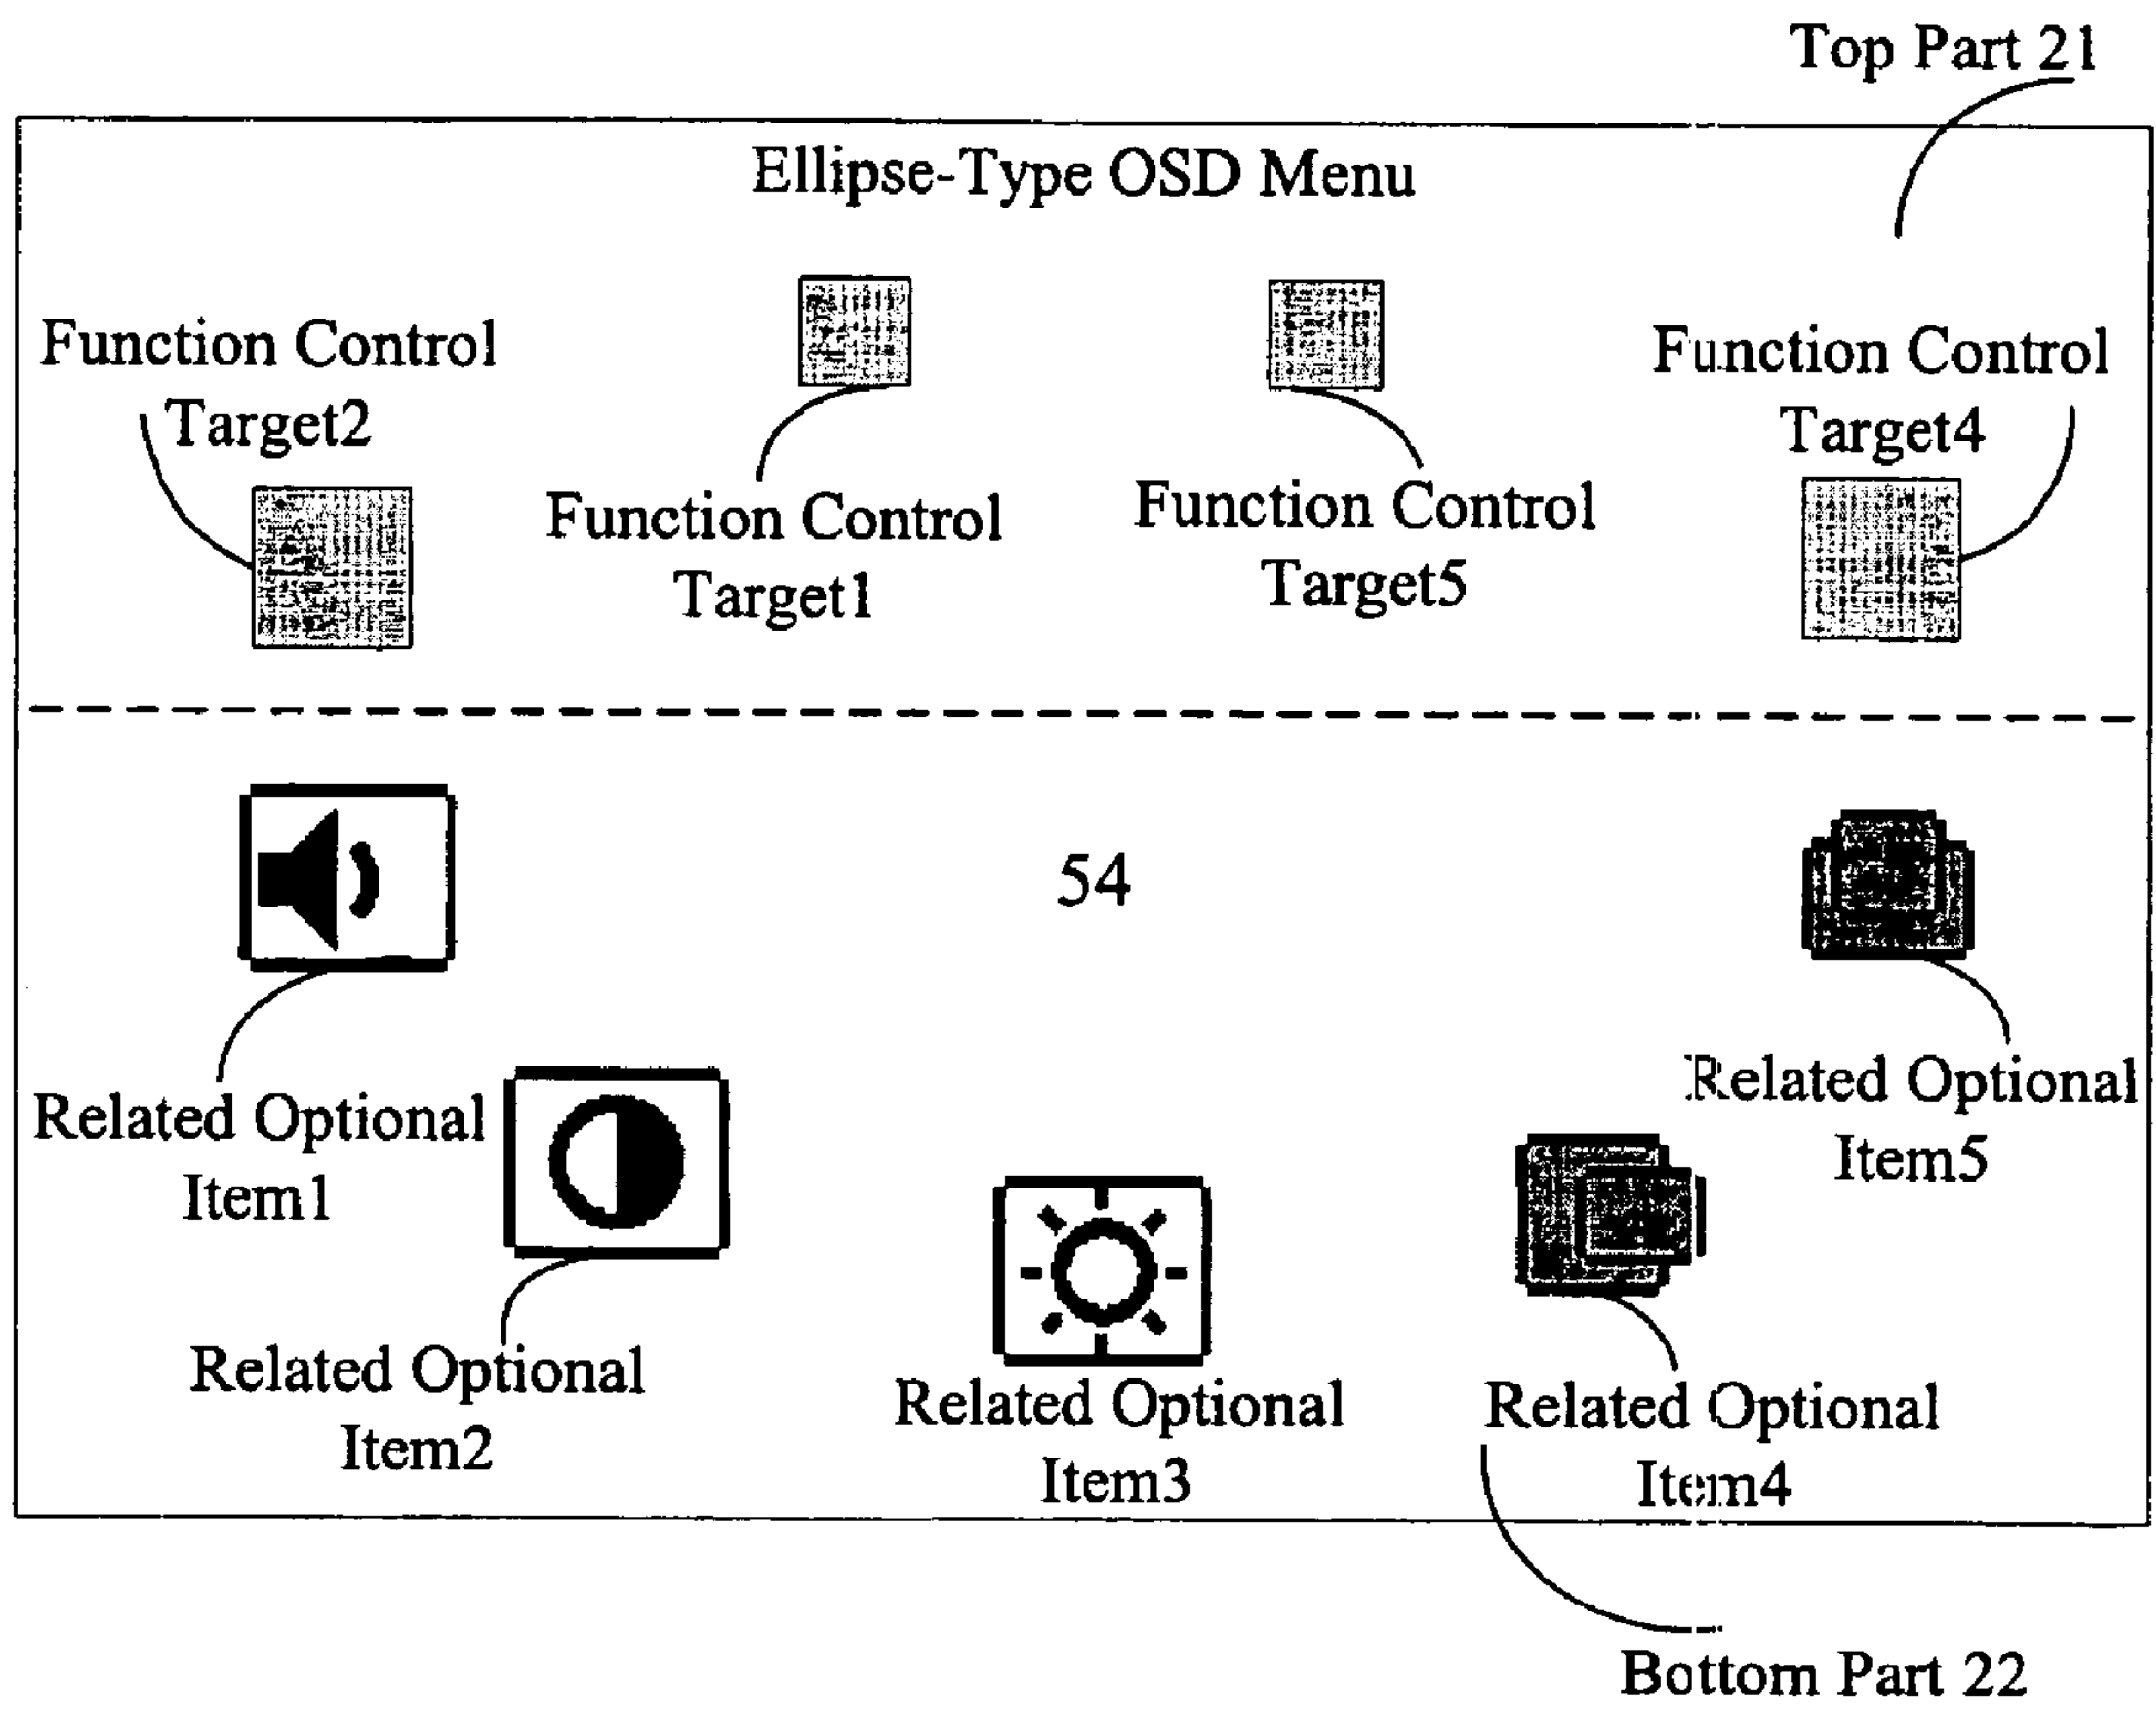 Top Part 21
Ellipse-Type OSD Menu
Function Control
Target2
Function Control
Target1
Function Control
Target5
Function Control
Target4
54
Related Optional
Item1
Related Optional
Item2
Related Optional
Item3
Related Optional
Item4
Related Optional
Item5
Bottom Part 22